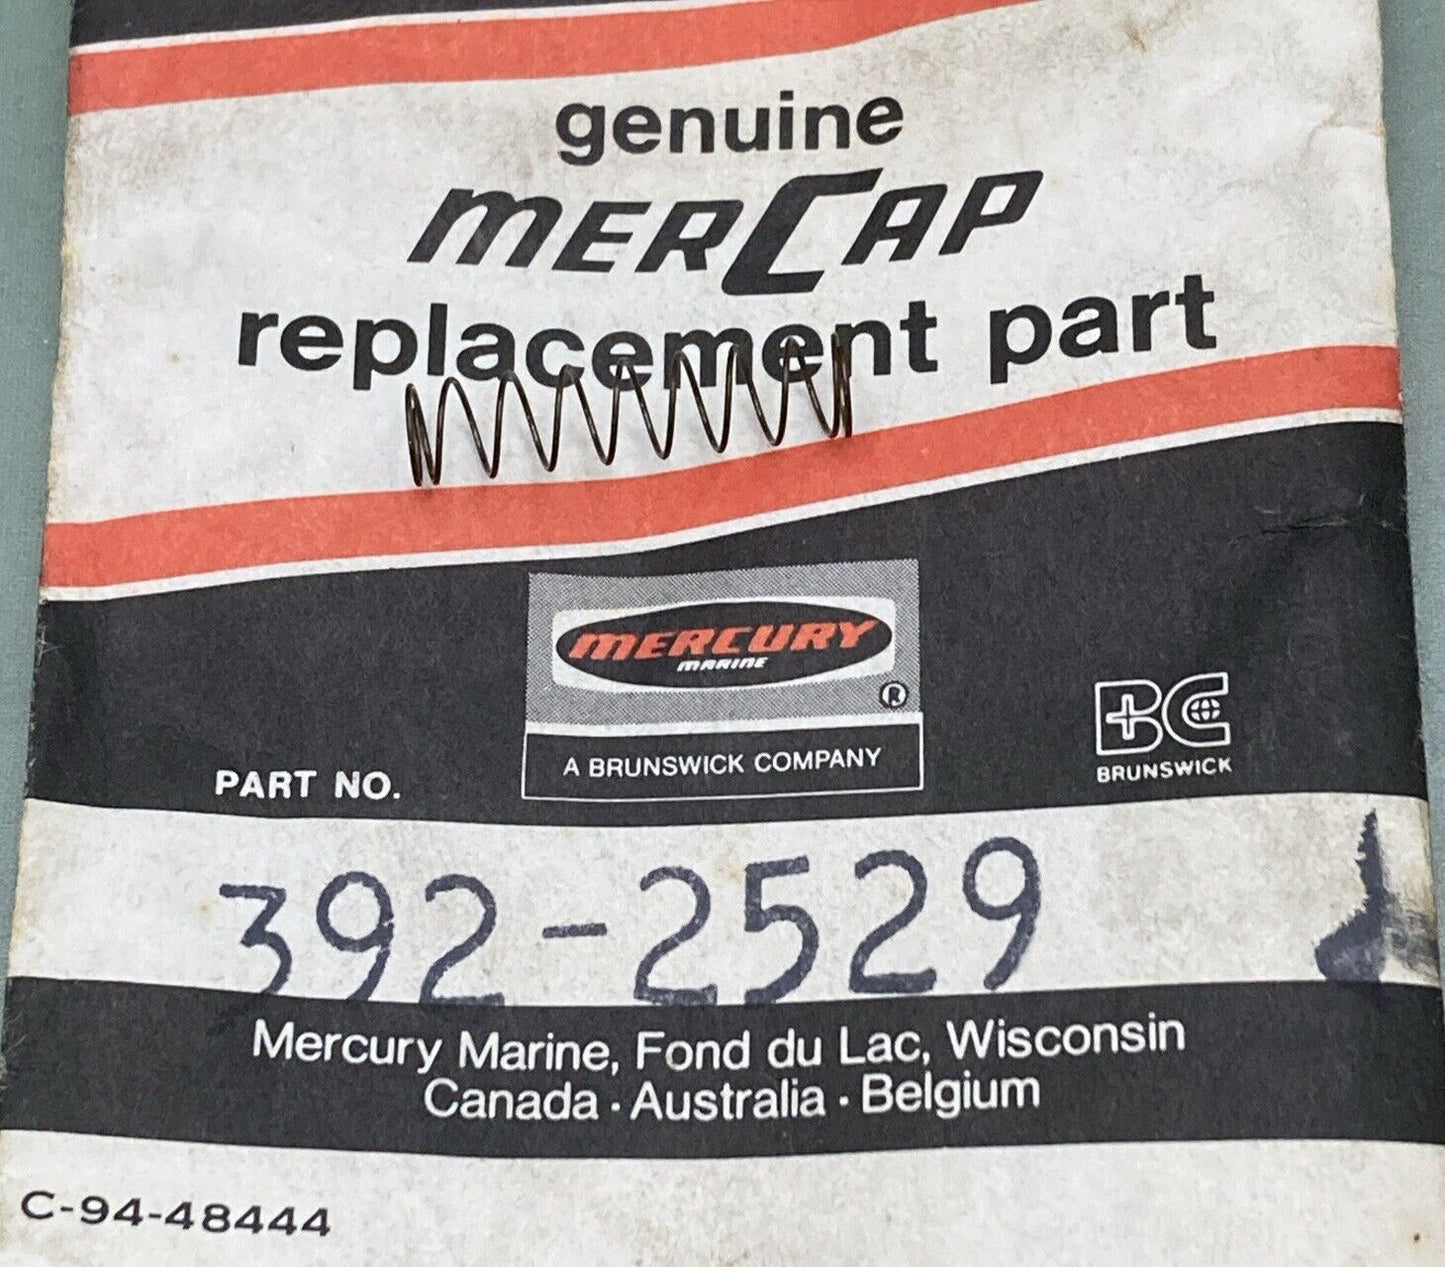 genuine
MERCAP
replacement part
MERCURY
MARINE
®
A BRUNSWICK COMPANY
BC
BRUNSWICK
PART NO.
392-2529
Mercury Marine, Fond du Lac, Wisconsin
Canada · Australia · Belgium
C-94-48444